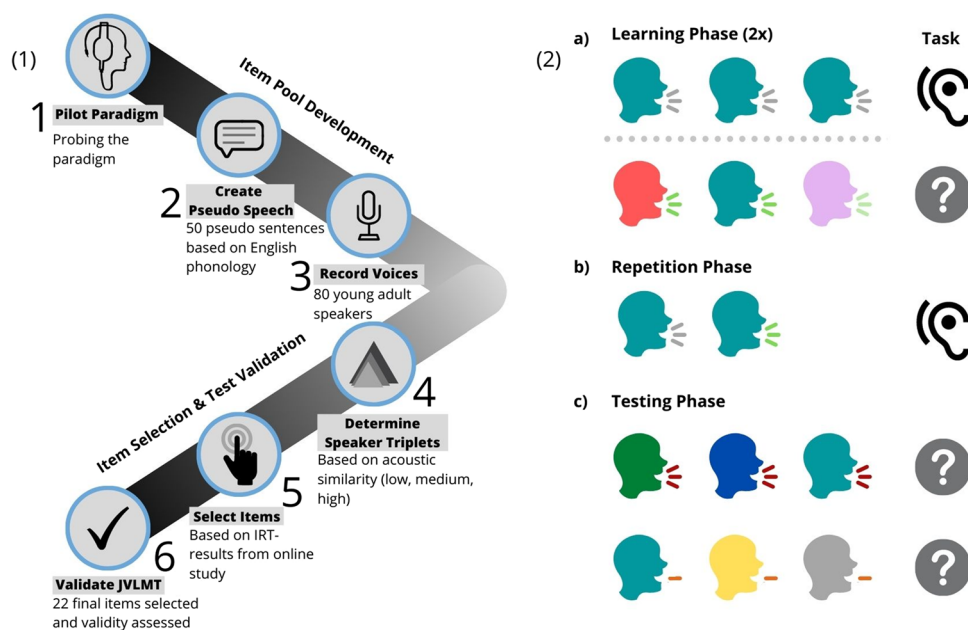 (1)
Item Pool Development
1
Pilot Paradigm
Probing the
paradigm
2
Create
Pseudo Speech
50 pseudo sentences
based on English
phonology
3
Record Voices
80 young adult
speakers
Item Selection & Test Validation
4
Determine
Speaker Triplets
Based on acoustic
similarity (low, medium,
high)
5
Select Items
Based on IRT-
results from online
study
6
Validate JVLMT
22 final items selected
and validity assessed
(2)
a) Learning Phase (2x) Task
?
b) Repetition Phase
c) Testing Phase
?
?